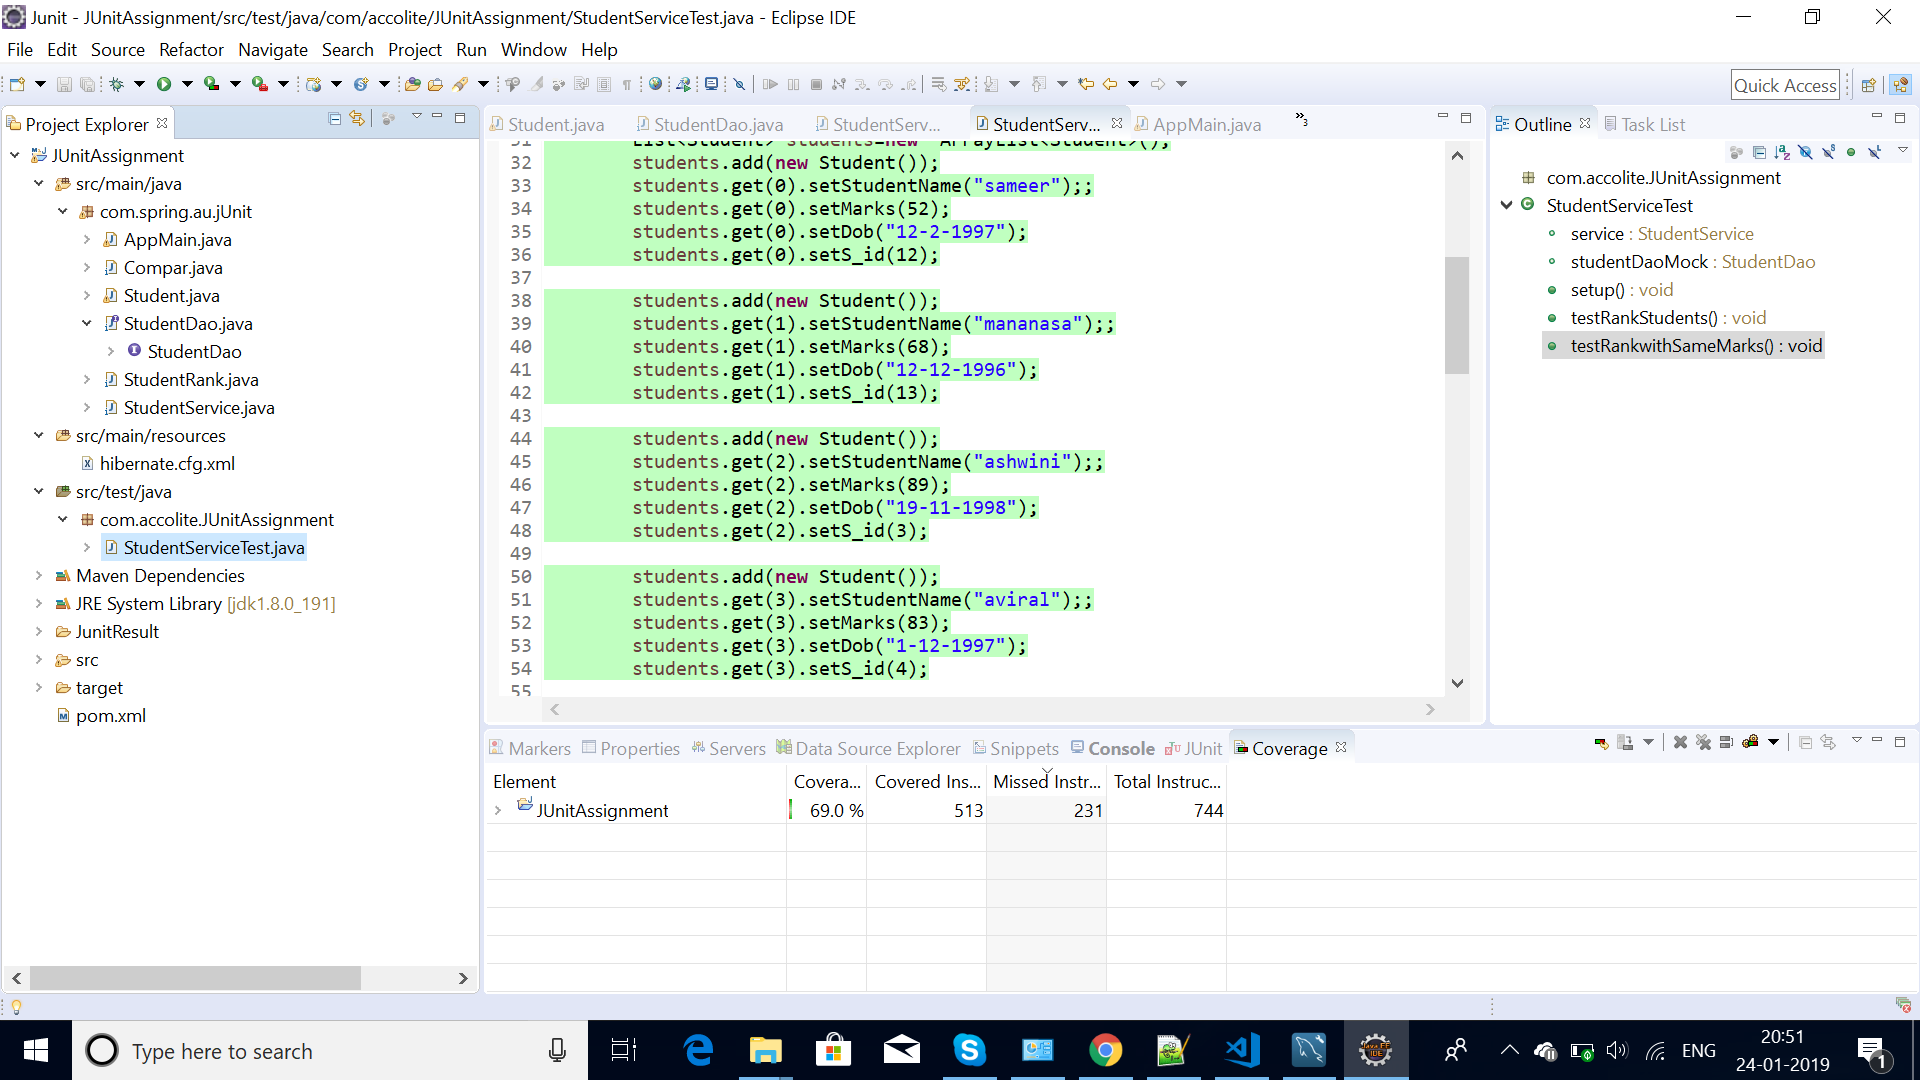 Junit - JUnitAssignment/src/test/java/com/accolite/JUnitAssignment/StudentServiceTest.java - Eclipse IDE
File Edit Source Refactor Navigate Search Project Run Window Help
Quick Access
Project Explorer
JUnitAssignment
src/main/java
com.spring.au.jUnit
AppMain.java
Compar.java
Student.java
StudentDao.java
StudentDao
StudentRank.java
StudentService.java
src/main/resources
hibernate.cfg.xml
src/test/java
com.accolite.JUnitAssignment
StudentServiceTest.java
Maven Dependencies
JRE System Library [jdk1.8.0_191]
JunitResult
src
target
pom.xml
Student.java StudentDao.java StudentServ... StudentServ... AppMain.java »3
31 List<Student> students=new ArrayList<Student>();
32 students.add(new Student());
33 students.get(0).setStudentName("sameer");;
34 students.get(0).setMarks(52);
35 students.get(0).setDob("12-2-1997");
36 students.get(0).setS_id(12);
37
38 students.add(new Student());
39 students.get(1).setStudentName("mananasa");;
40 students.get(1).setMarks(68);
41 students.get(1).setDob("12-12-1996");
42 students.get(1).setS_id(13);
43
44 students.add(new Student());
45 students.get(2).setStudentName("ashwini");;
46 students.get(2).setMarks(89);
47 students.get(2).setDob("19-11-1998");
48 students.get(2).setS_id(3);
49
50 students.add(new Student());
51 students.get(3).setStudentName("aviral");;
52 students.get(3).setMarks(83);
53 students.get(3).setDob("1-12-1997");
54 students.get(3).setS_id(4);
55
Outline Task List
com.accolite.JUnitAssignment
StudentServiceTest
service : StudentService
studentDaoMock : StudentDao
setup() : void
testRankStudents() : void
testRankwithSameMarks() : void
Markers Properties Servers Data Source Explorer Snippets Console JUnit Coverage
Element Covera... Covered Ins... Missed Instr... Total Instruc...
JUnitAssignment 69.0 % 513 231 744
Type here to search
ENG
20:51
24-01-2019
1